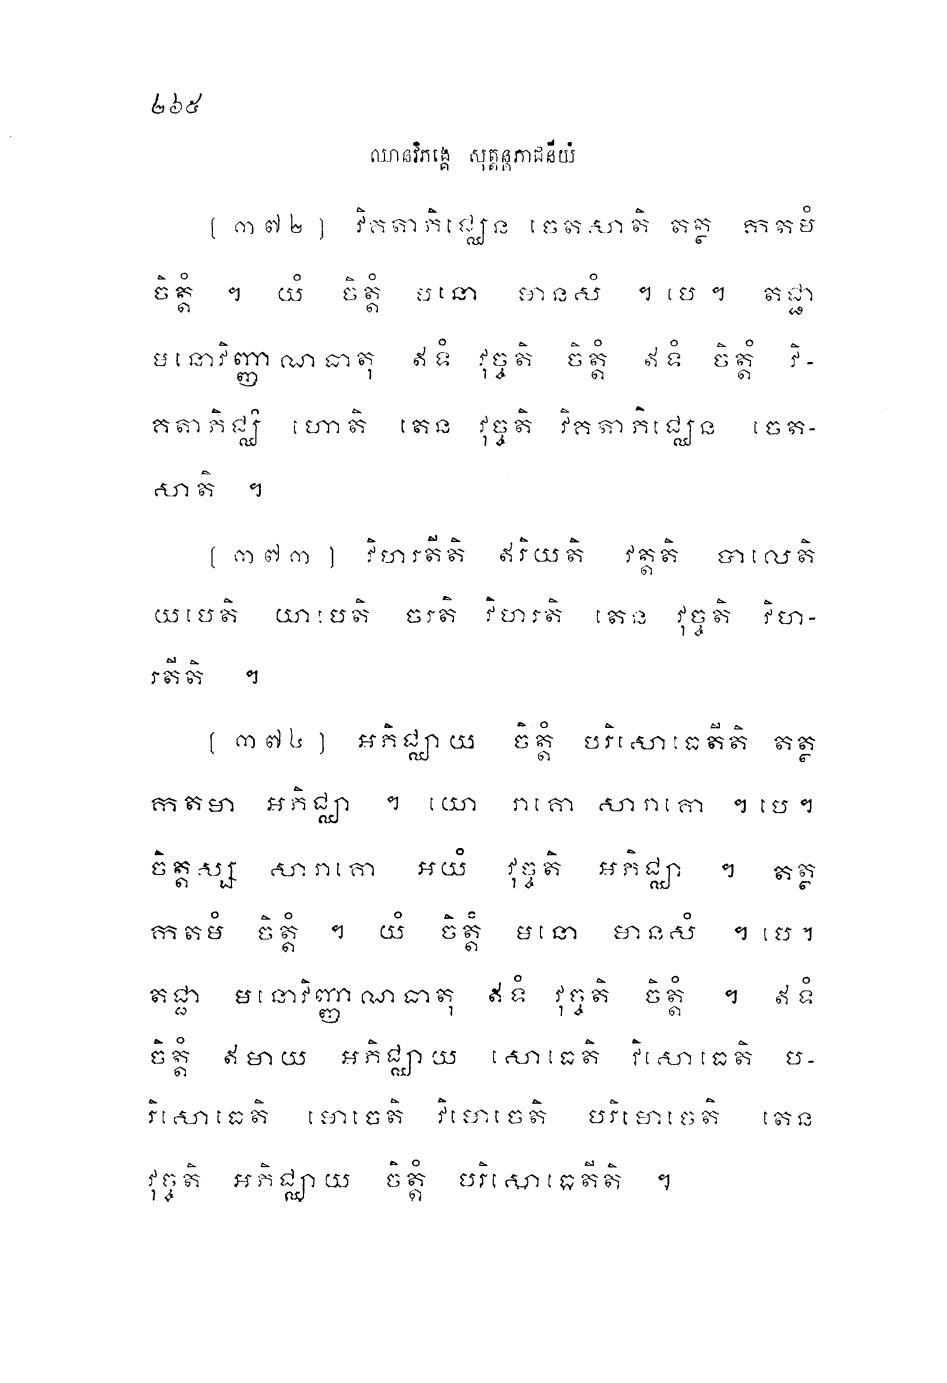 ២៦៥
ឈានវិភង្គេ សុត្តន្តភាជនីយំ
[ ៣៧២ ] វិគតាភិជ្ឈេន ចេតសាតិ តត្ថ កតមំ
ចិត្តំ ។ យំ ចិត្តំ មនោ មានសំ ។បេ។ តជ្ជា
មនោវិញ្ញាណធាតុ ឥទំ វុច្ចតិ ចិត្តំ ឥទំ ចិត្តំ វិ-
គតាភិជ្ឈំ ហោតិ តេន វុច្ចតិ វិគតាភិជ្ឈេន ចេត-
សាតិ ។
[ ៣៧៣ ] វិហរតីតិ ឥរិយតិ វត្តតិ បាលេតិ
យបេតិ យាបេតិ ចរតិ វិហរតិ តេន វុច្ចតិ វិហ-
រតីតិ ។
[ ៣៧៤ ] អភិជ្ឈាយ ចិត្តំ បរិសោធេតីតិ តត្ថ
កតមា អភិជ្ឈា ។ យោ រាគោ សារាគោ ។បេ។
ចិត្តស្ស សារាគោ អយំ វុច្ចតិ អភិជ្ឈា ។ តត្ថ
កតមំ ចិត្តំ ។ យំ ចិត្តំ មនោ មានសំ ។បេ។
តជ្ជា មនោវិញ្ញាណធាតុ ឥទំ វុច្ចតិ ចិត្តំ ។ ឥទំ
ចិត្តំ ឥមាយ អភិជ្ឈាយ សោធេតិ វិសោធេតិ ប-
រិសោធេតិ មោចេតិ វិមោចេតិ បរិមោចេតិ តេន
វុច្ចតិ អភិជ្ឈាយ ចិត្តំ បរិសោធេតីតិ ។